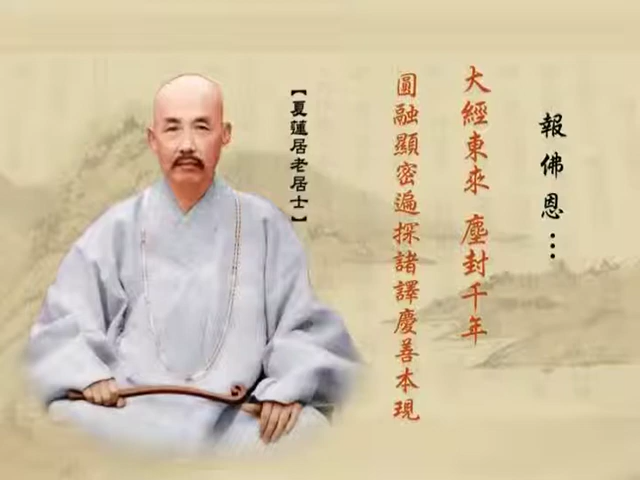 報佛恩…
大經東來 塵封千年
圓融顯密遍探諸譯慶善本現
【夏蓮居老居士】